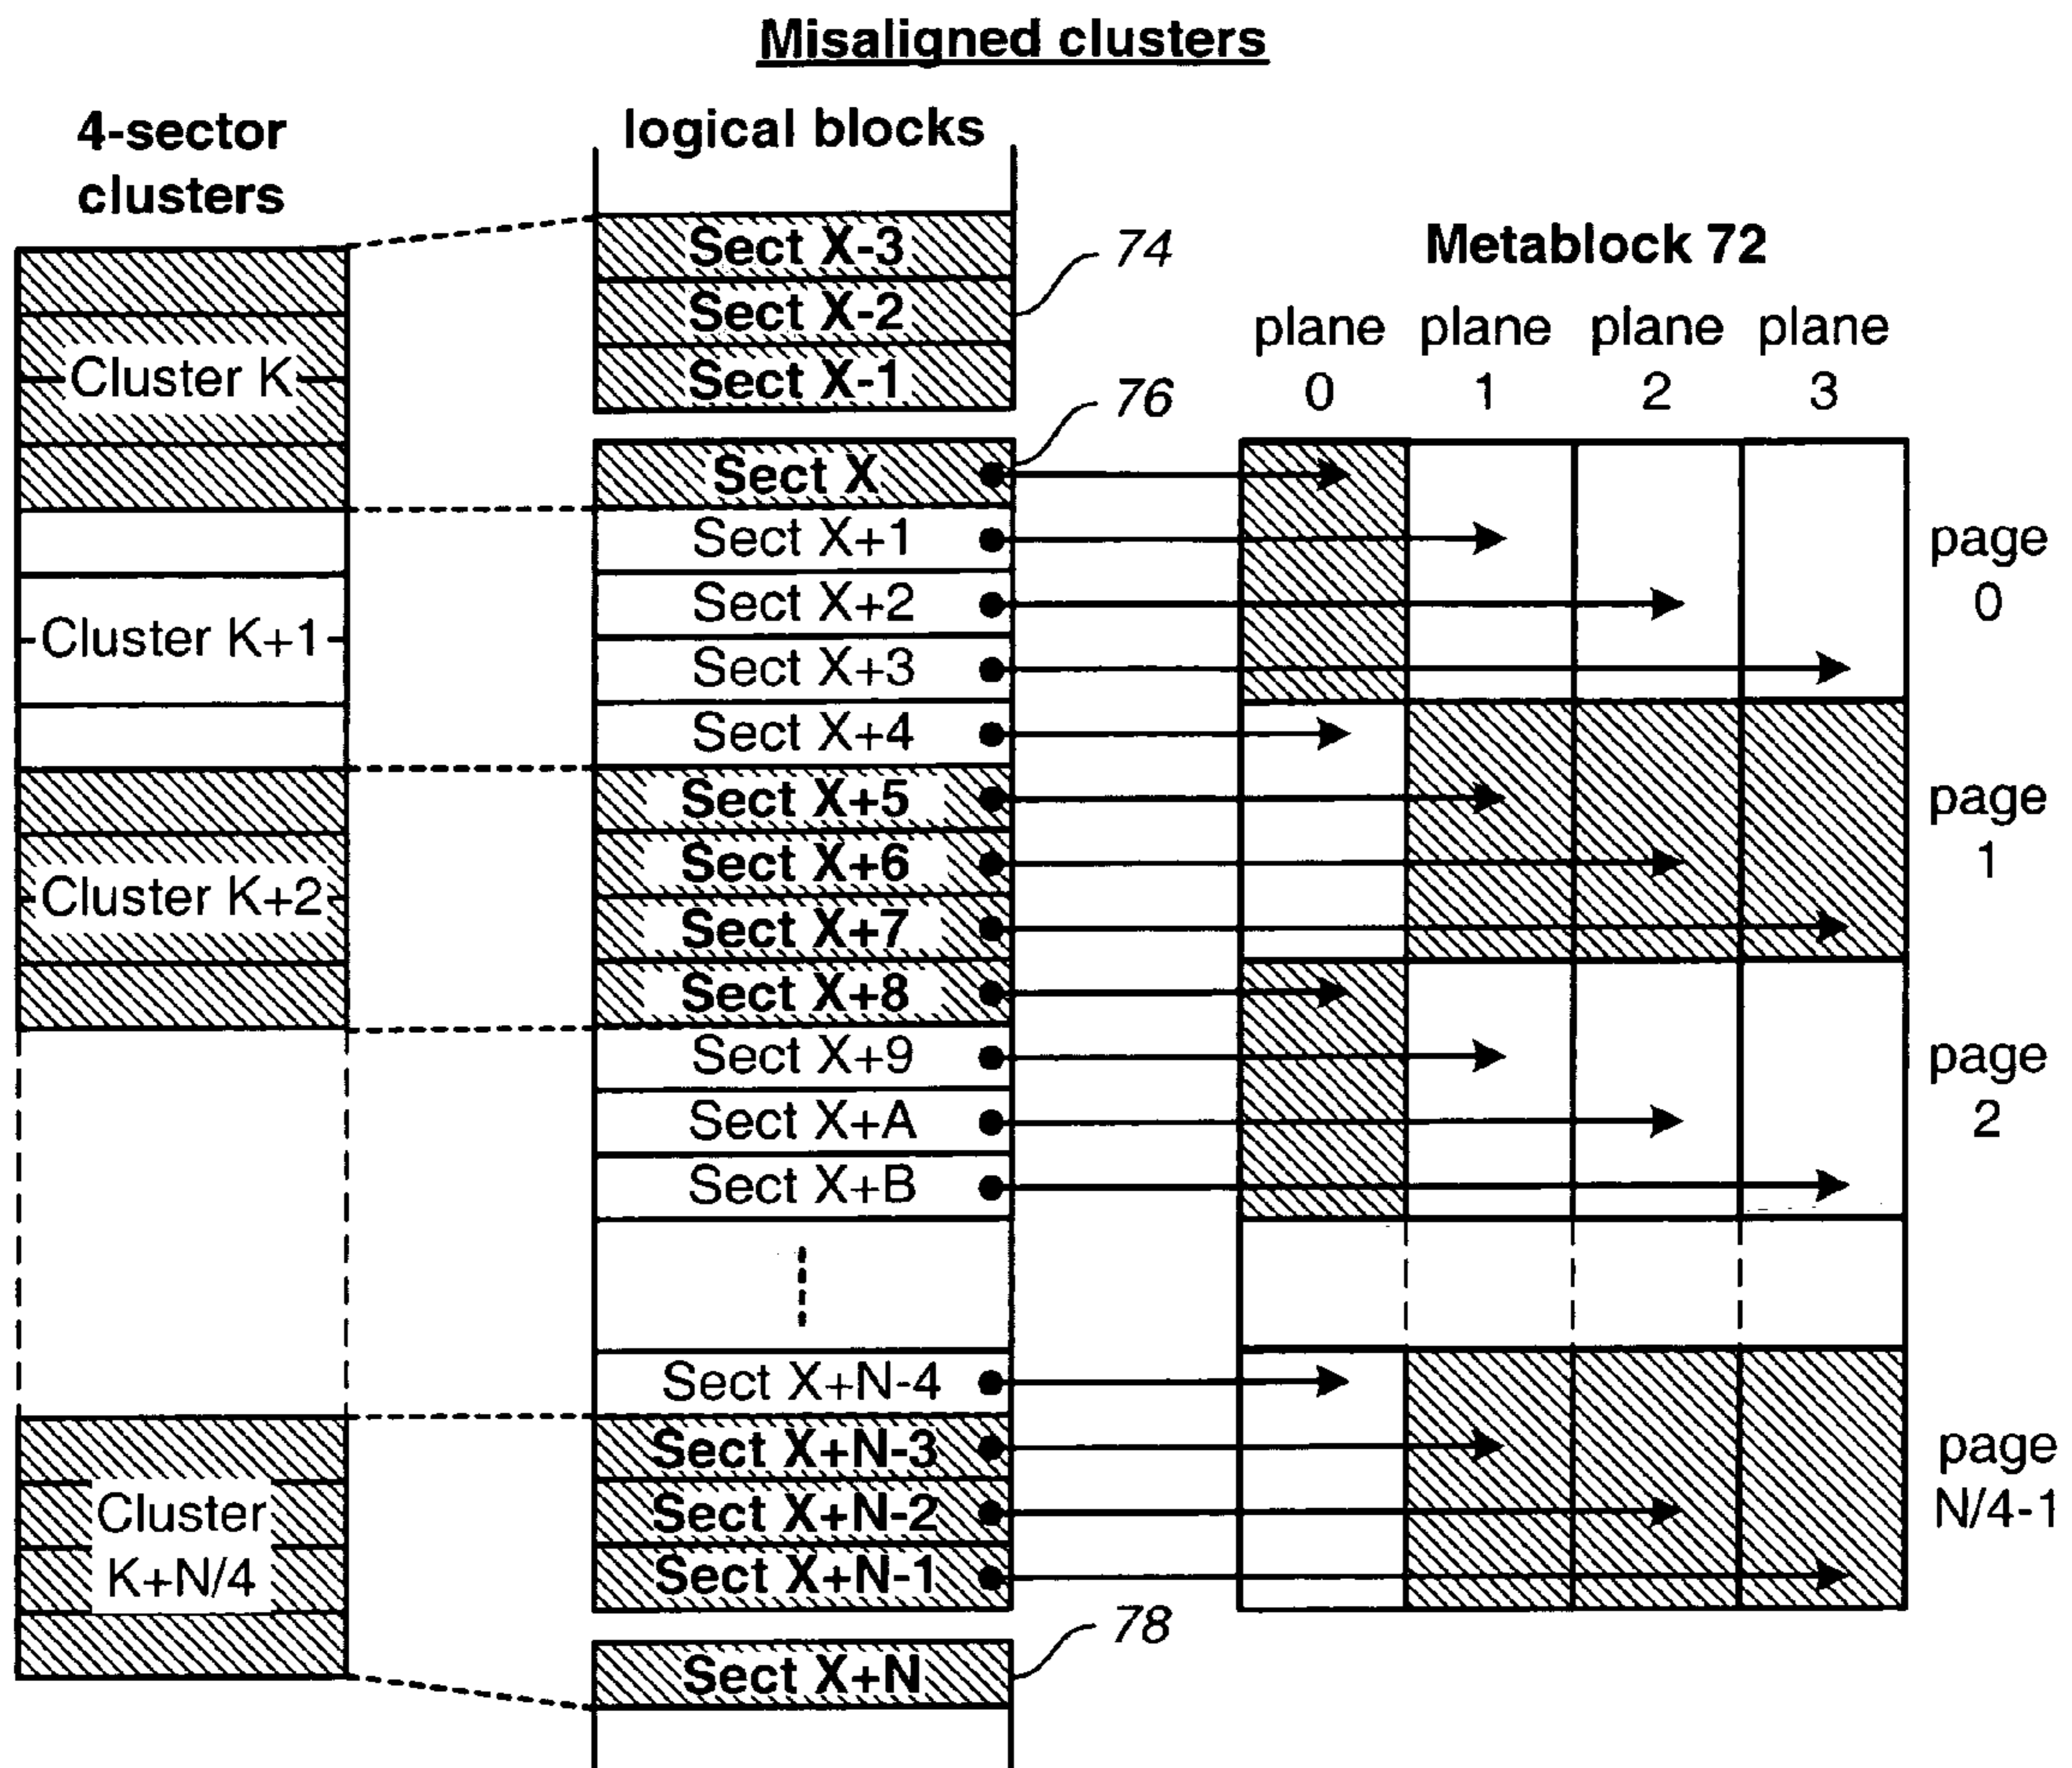 Misaligned clusters
4-sector
clusters
Cluster K
Cluster K+1
Cluster K+2
Cluster
K+N/4
logical blocks
Sect X-3
Sect X-2
Sect X-1
74
76
Sect X
Sect X+1
Sect X+2
Sect X+3
Sect X+4
Sect X+5
Sect X+6
Sect X+7
Sect X+8
Sect X+9
Sect X+A
Sect X+B
Sect X+N-4
Sect X+N-3
Sect X+N-2
Sect X+N-1
78
Sect X+N
Metablock 72
plane plane plane plane
0 1 2 3
page
0
page
1
page
2
page
N/4-1